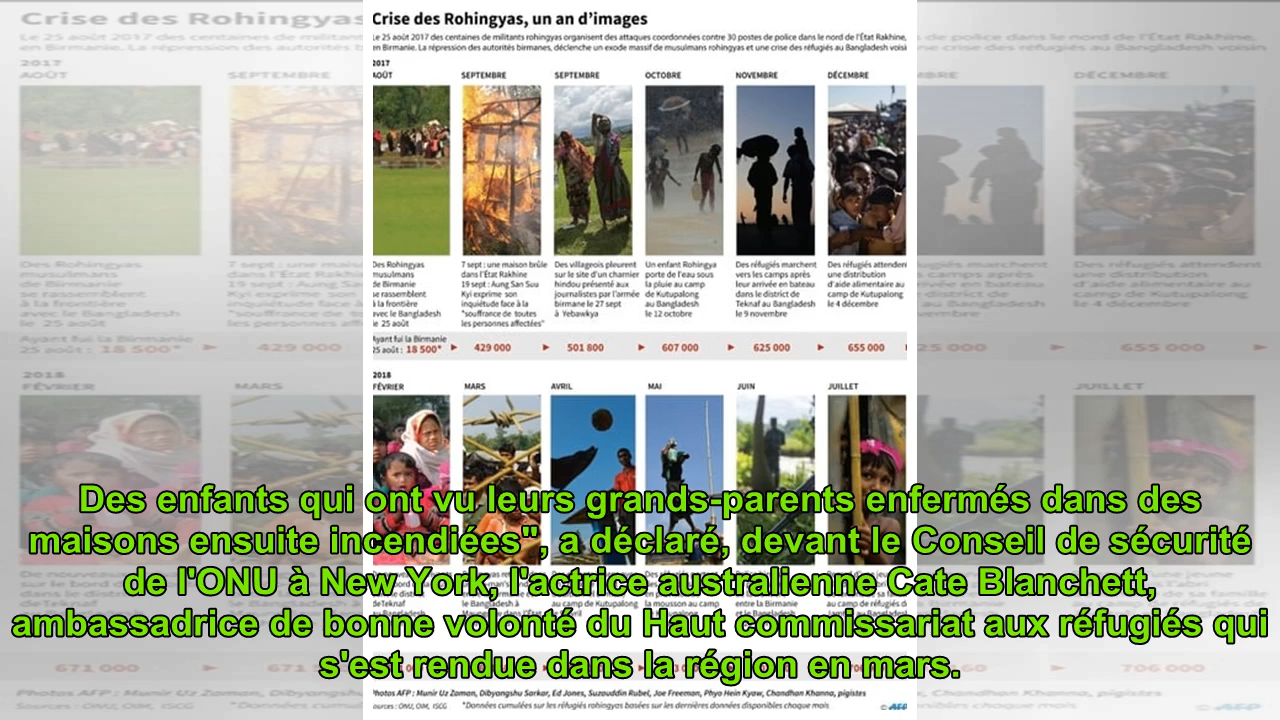 Crise des Rohingyas, un an d'images
Le 25 août 2017 des centaines de militants rohingyas organisent des attaques coordonnées contre 30 postes de police dans le nord de l'État Rakhine,
en Birmanie. La répression des autorités birmanes, déclenche un exode massif de musulmans rohingyas et une crise des réfugiés au Bangladesh voisin
2017
AOÛT SEPTEMBRE SEPTEMBRE OCTOBRE NOVEMBRE DÉCEMBRE
Des Rohingyas
musulmans
de Birmanie
se rassemblent
à la frontière
avec le Bangladesh
le 25 août
7 sept : une maison brûle
dans l'État Rakhine
19 sept : Aung San Suu
Kyi exprime son
inquiétude face à la
"souffrance de toutes
les personnes affectées"
Des villageois pleurent
sur le site d'un charnier
hindou présenté aux
journalistes par l'armée
birmane le 27 sept
à Yebawkya
Un enfant Rohingya
porte de l'eau sous
la pluie au camp
de Kutupalong
au Bangladesh
le 12 octobre
Des réfugiés marchent
vers les camps après
leur arrivée en bateau
dans le district de
Teknaf au Bangladesh
le 9 novembre
Des réfugiés attendent
une distribution
d'aide alimentaire au
camp de Kutupalong
le 4 décembre
Ayant fui la Birmanie
25 août : 18 500* 429 000 501 800 607 000 625 000 655 000
2018
FÉVRIER MARS AVRIL MAI JUIN JUILLET
Des enfants qui ont vu leurs grands-parents enfermés dans des
maisons ensuite incendiées", a déclaré, devant le Conseil de sécurité
de l'ONU à New York, l'actrice australienne Cate Blanchett,
ambassadrice de bonne volonté du Haut commissariat aux réfugiés qui
s'est rendue dans la région en mars.
671 000 706 000
Photos AFP : Munir Uz Zaman, Dibyangshu Sarkar, Ed Jones, Suzauddin Rubel, Joe Freeman, Phyo Hein Kyaw, Chandhan Khanna, pigistes
Sources : ONU, OIM, ISCG *Données cumulées sur les réfugiés rohingyas basées sur les dernières données disponibles chaque mois
© AFP